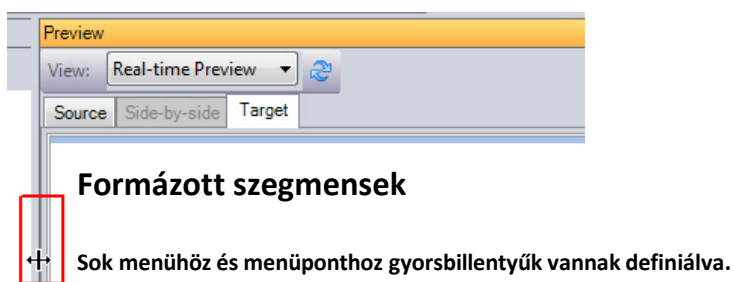 Preview
View: Real-time Preview
Source Side-by-side Target
Formázott szegmensek
Sok menühöz és menüponthoz gyorsbillentyűk vannak definiálva.